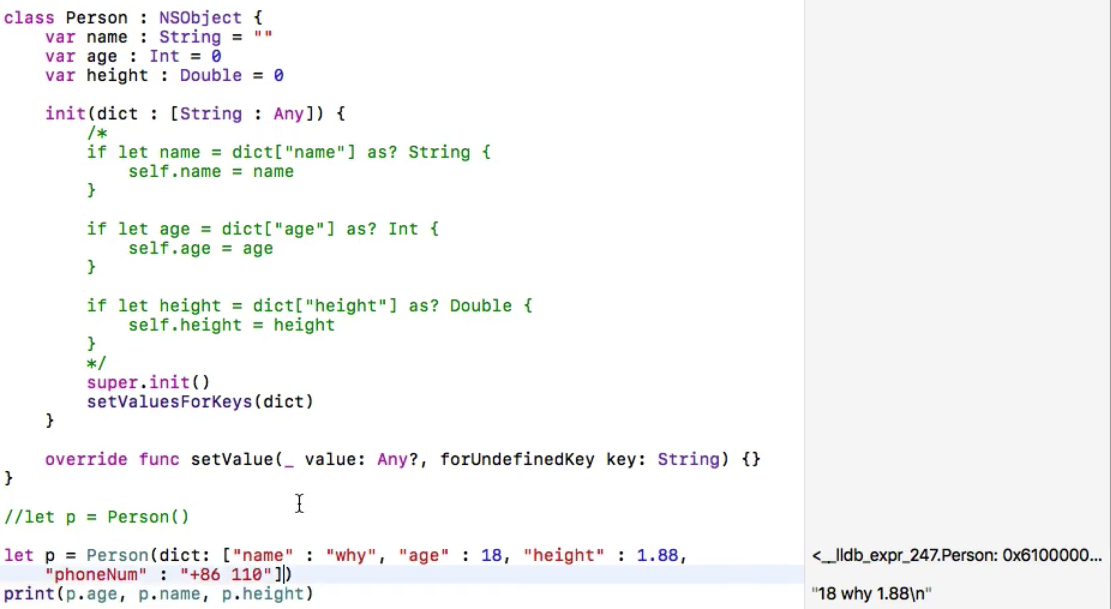 class Person : NSObject {
    var name : String = ""
    var age : Int = 0
    var height : Double = 0

    init(dict : [String : Any]) {
        /*
        if let name = dict["name"] as? String {
            self.name = name
        }

        if let age = dict["age"] as? Int {
            self.age = age
        }

        if let height = dict["height"] as? Double {
            self.height = height
        }
        */
        super.init()
        setValuesForKeys(dict)
    }

    override func setValue(_ value: Any?, forUndefinedKey key: String) {}
}

//let p = Person()

let p = Person(dict: ["name" : "why", "age" : 18, "height" : 1.88,
    "phoneNum" : "+86 110"])
print(p.age, p.name, p.height)
<__lldb_expr_247.Person: 0x6100000...
"18 why 1.88\n"